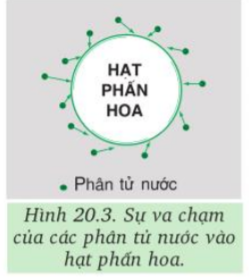 HẠT
PHẤN
HOA
Phân tử nước
Hình 20.3. Sự va chạm
của các phân tử nước vào
hạt phấn hoa.